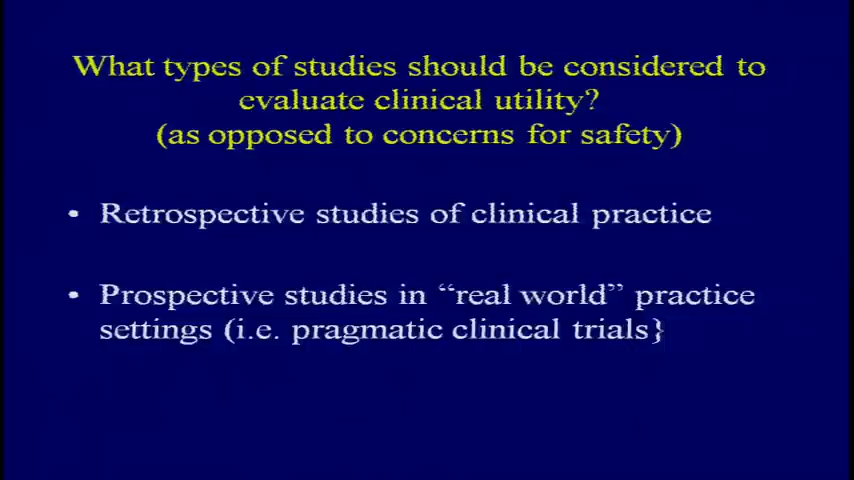 What types of studies should be considered to
evaluate clinical utility?
(as opposed to concerns for safety)
• Retrospective studies of clinical practice
• Prospective studies in “real world” practice
settings (i.e. pragmatic clinical trials}